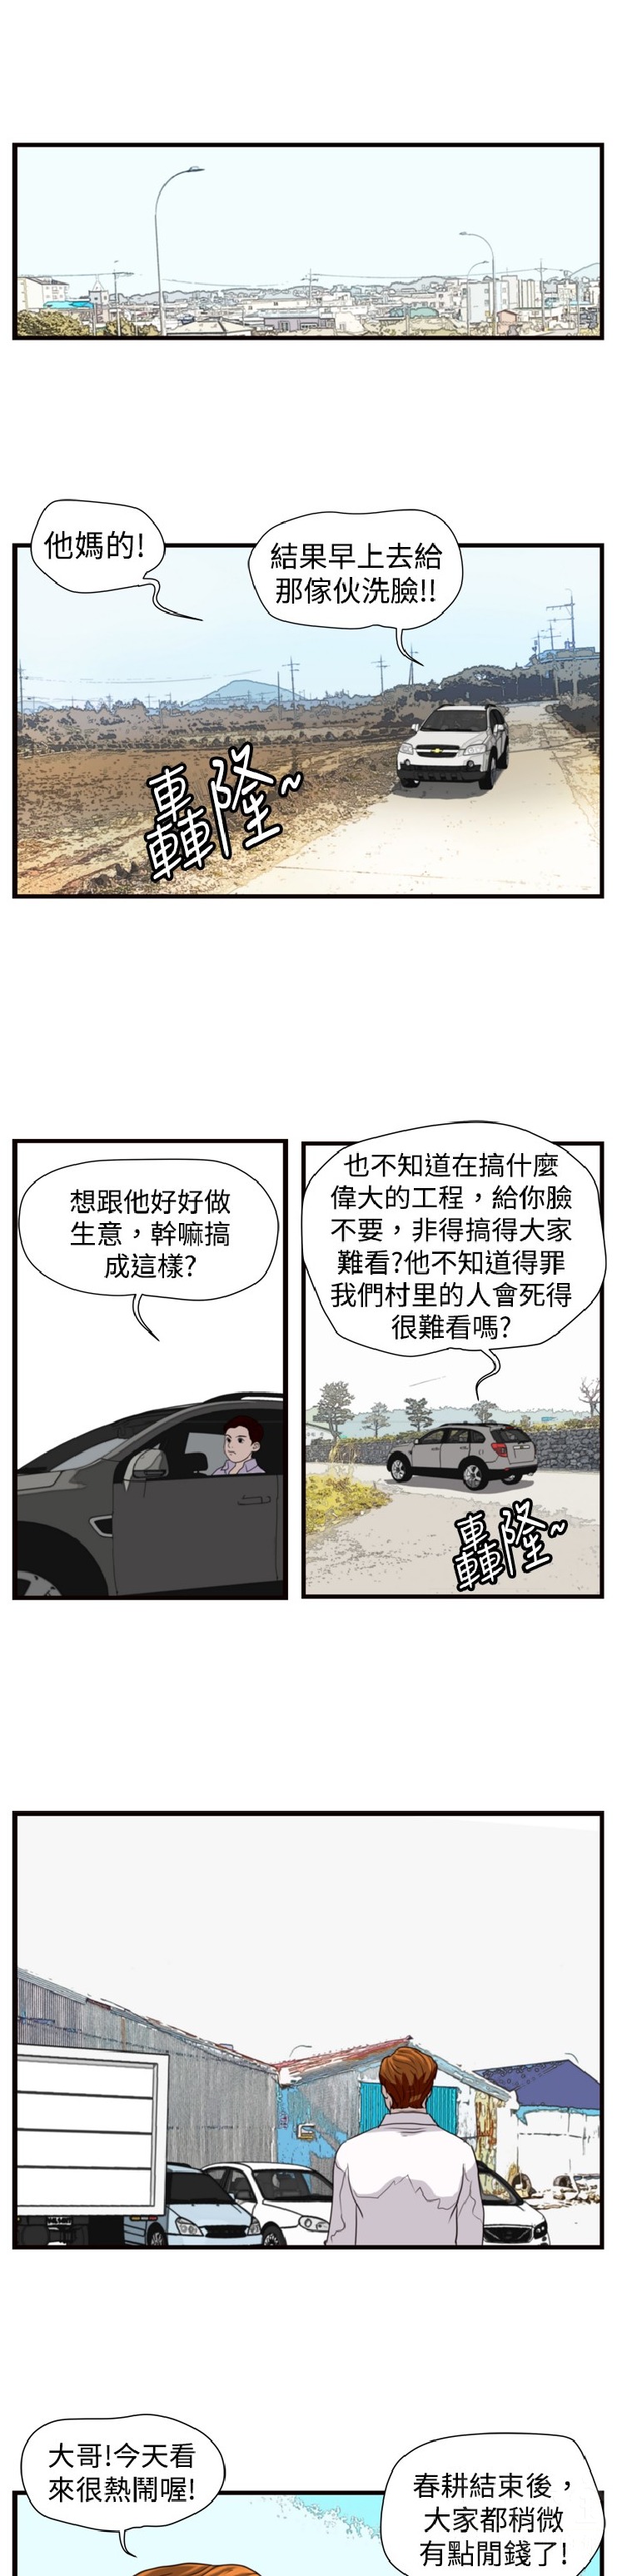 他媽的!
結果早上去給
那傢伙洗臉!!
轟隆~
想跟他好好做
生意，幹嘛搞
成這樣?
也不知道在搞什麼
偉大的工程，給你臉
不要，非得搞得大家
難看?他不知道得罪
我們村里的人會死得
很難看嗎?
轟隆~
大哥!今天看
來很熱鬧喔!
春耕結束後，
大家都稍微
有點閒錢了!